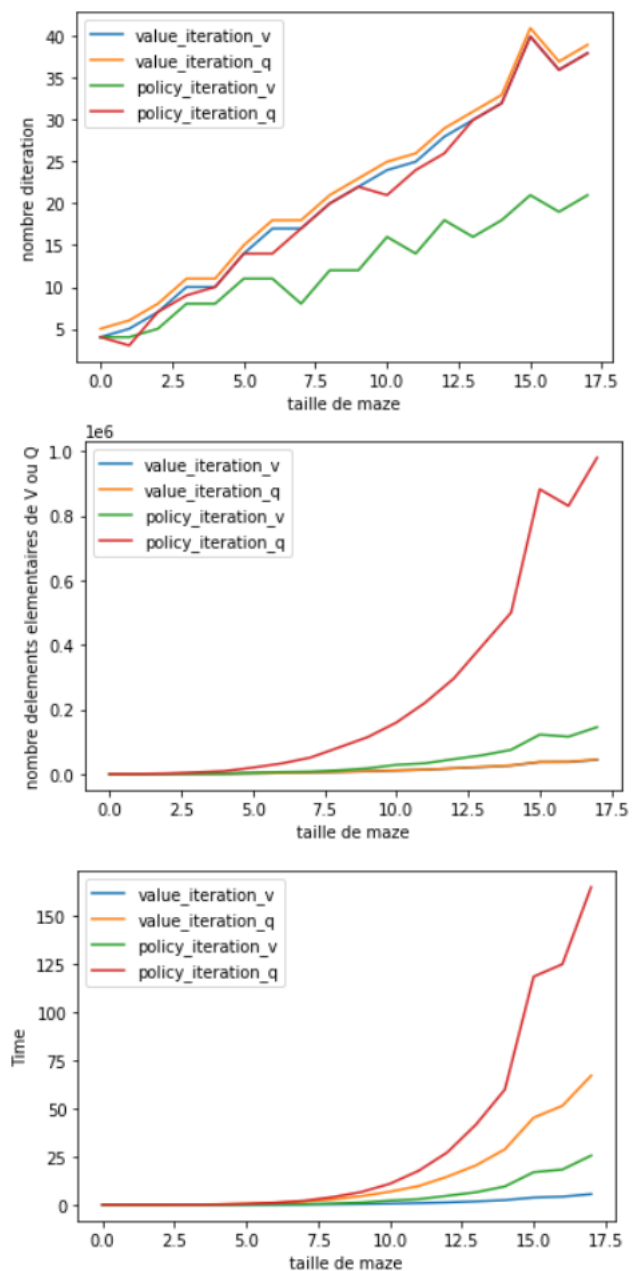 value_iteration_v
value_iteration_q
policy_iteration_v
policy_iteration_q
nombre diteration
40
35
30
25
20
15
10
5
0.0 2.5 5.0 7.5 10.0 12.5 15.0 17.5
taille de maze
1e6
value_iteration_v
value_iteration_q
policy_iteration_v
policy_iteration_q
nombre delements elementaires de V ou Q
1.0
0.8
0.6
0.4
0.2
0.0
0.0 2.5 5.0 7.5 10.0 12.5 15.0 17.5
taille de maze
value_iteration_v
value_iteration_q
policy_iteration_v
policy_iteration_q
Time
150
125
100
75
50
25
0
0.0 2.5 5.0 7.5 10.0 12.5 15.0 17.5
taille de maze